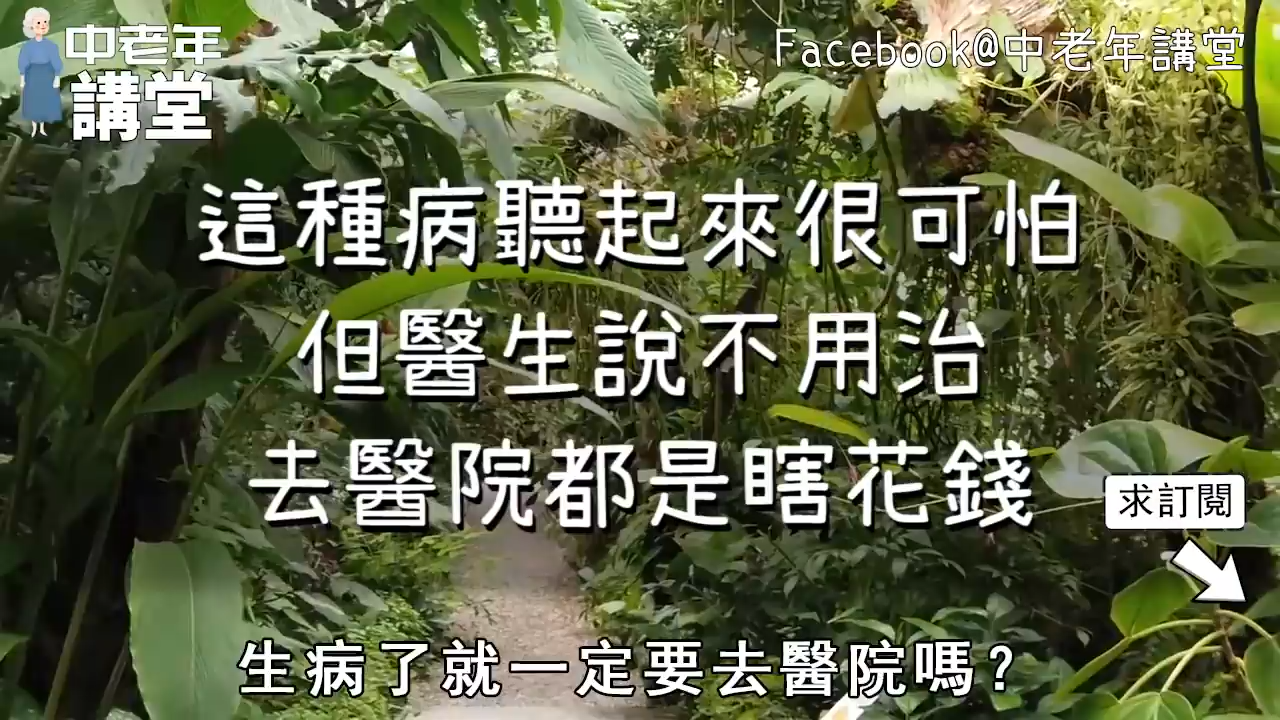 中老年
講堂
Facebook@中老年講堂
這種病聽起來很可怕
但醫生說不用治
去醫院都是瞎花錢
求訂閱
生病了就一定要去醫院嗎？